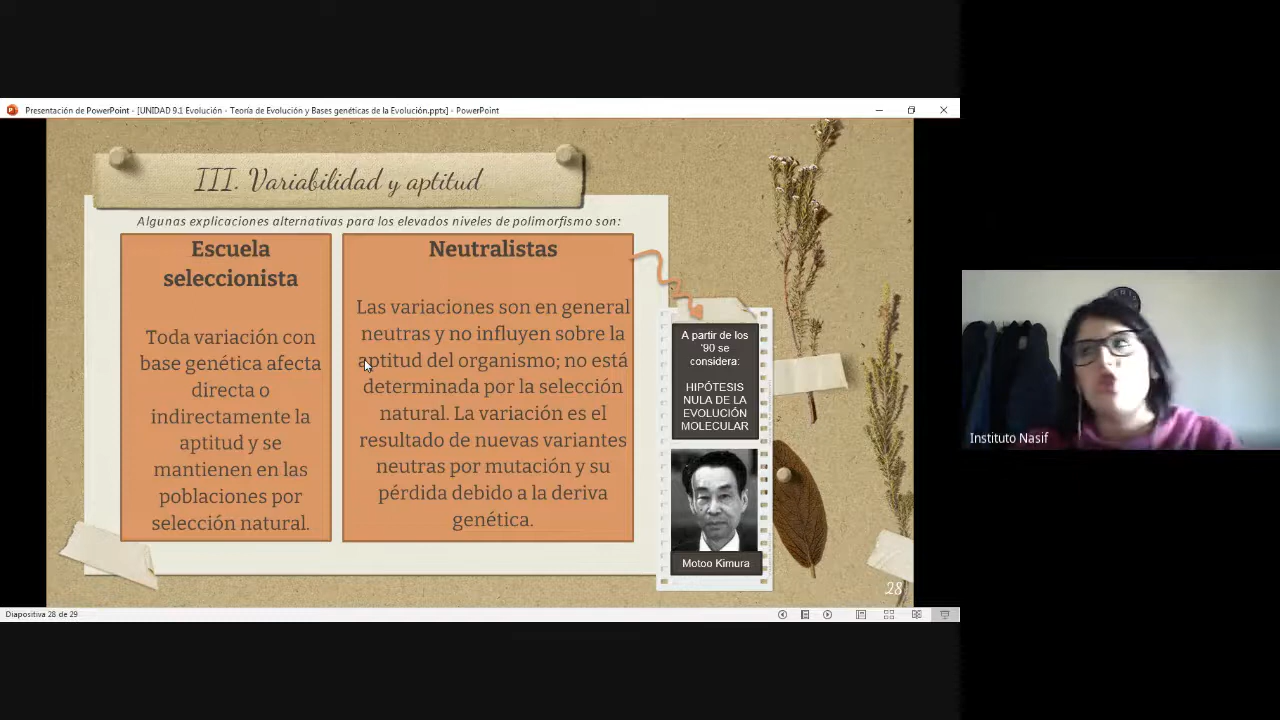 Presentación de PowerPoint - [UNIDAD 9.1 Evolución - Teoría de Evolución y Bases genéticas de la Evolución.pptx] - PowerPoint
III. Variabilidad y aptitud
Algunas explicaciones alternativas para los elevados niveles de polimorfismo son:
Escuela
seleccionista
Toda variación con
base genética afecta
directa o
indirectamente la
aptitud y se
mantienen en las
poblaciones por
selección natural.
Neutralistas
Las variaciones son en general
neutras y no influyen sobre la
aptitud del organismo; no está
determinada por la selección
natural. La variación es el
resultado de nuevas variantes
neutras por mutación y su
pérdida debido a la deriva
genética.
A partir de los
'90 se
considera:
HIPÓTESIS
NULA DE LA
EVOLUCIÓN
MOLECULAR
Motoo Kimura
28
Diapositiva 28 de 29
Instituto Nasif